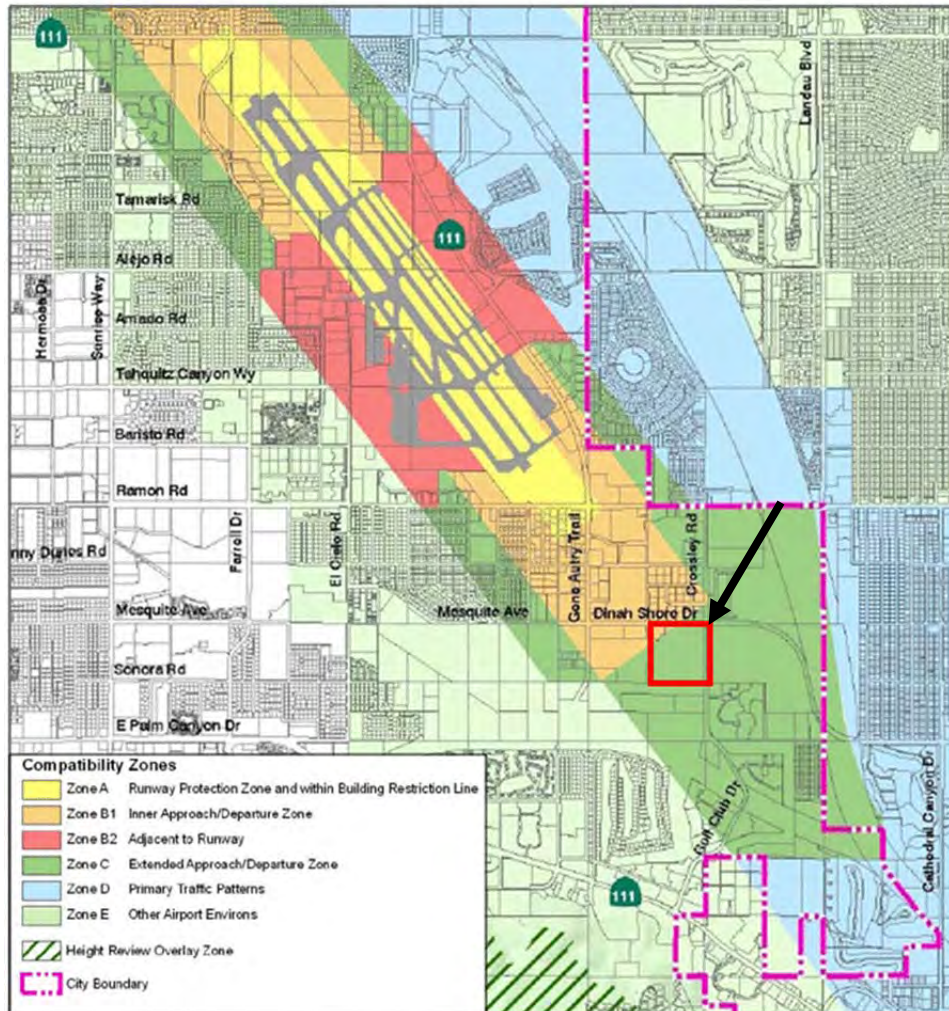 111
Landau Blvd
Tamarisk Rd
111
Alejo Rd
Hermosa Dr
Sunrise Way
Amado Rd
Tahquitz Canyon Wy
Baristo Rd
Ramon Rd
Farrell Dr
El Cielo Rd
Gene Autry Trail
Crossley Rd
nny Dunes Rd
Mesquite Ave
Mesquite Ave
Dinah Shore Dr
Sonora Rd
E Palm Canyon Dr
Golf Club Dr
Cathedral Canyon Dr
111
Compatibility Zones
Zone A Runway Protection Zone and within Building Restriction Line
Zone B1 Inner Approach/Departure Zone
Zone B2 Adjacent to Runway
Zone C Extended Approach/Departure Zone
Zone D Primary Traffic Patterns
Zone E Other Airport Environs
Height Review Overlay Zone
City Boundary